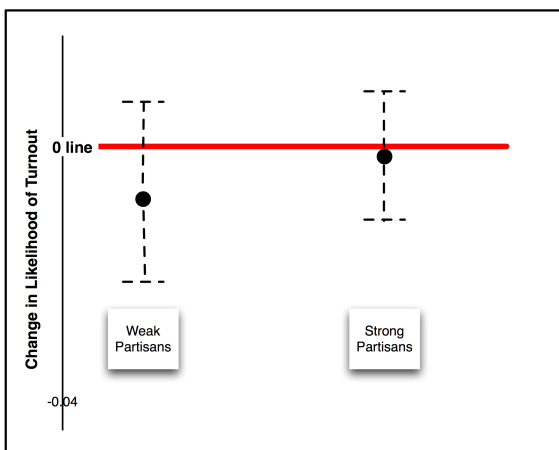 Change in Likelihood of Turnout
0 line
Weak
Partisans
Strong
Partisans
-0.04